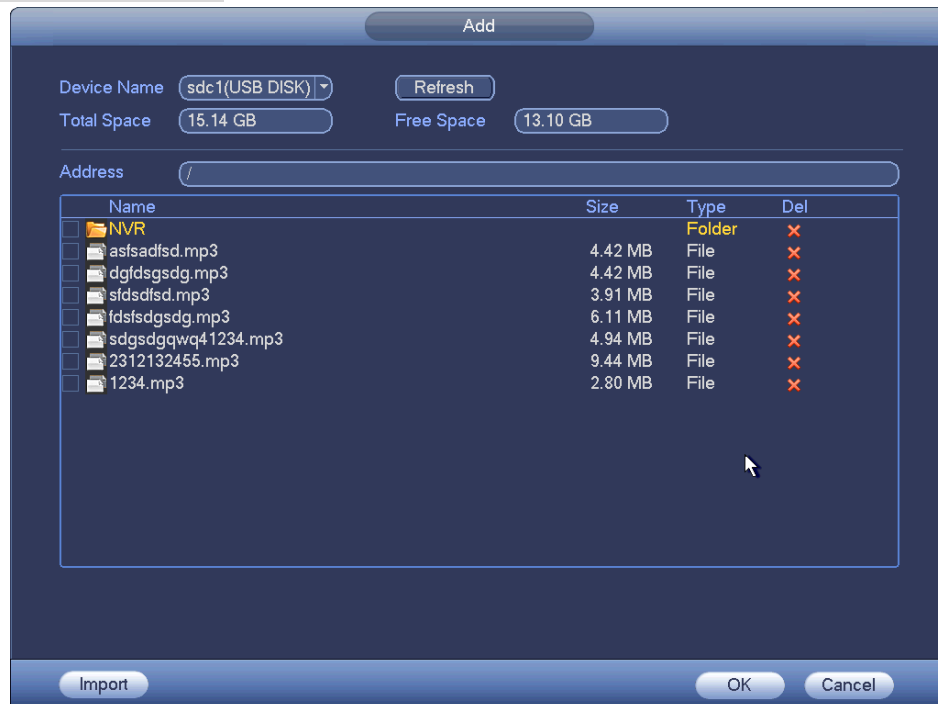 Add
Device Name sdc1(USB DISK) Refresh
Total Space 15.14 GB Free Space 13.10 GB
Address /
Name Size Type Del
NVR Folder
asfsadfsd.mp3 4.42 MB File
dgfdsgsdg.mp3 4.42 MB File
sfdsdfsd.mp3 3.91 MB File
fdsfsdgsdg.mp3 6.11 MB File
sdgsdgqwq41234.mp3 4.94 MB File
2312132455.mp3 9.44 MB File
1234.mp3 2.80 MB File
Import OK Cancel